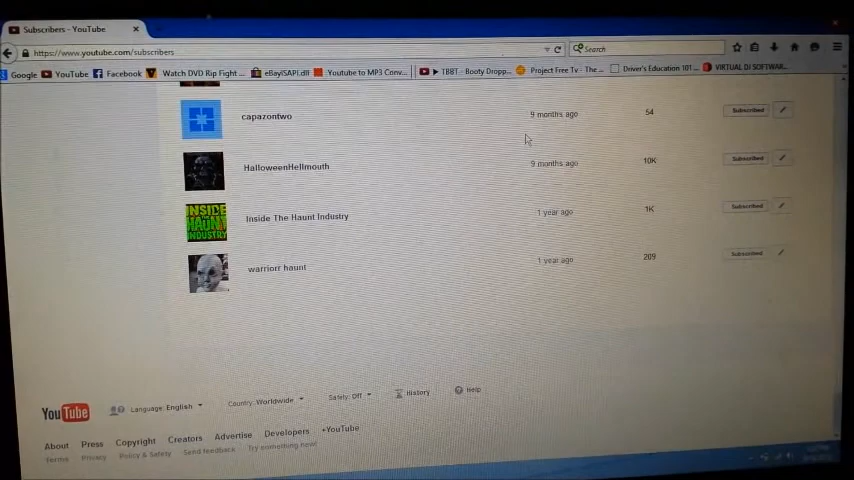 Subscribers - YouTube
https://www.youtube.com/subscribers
Search
Google YouTube Facebook Watch DVD Rip Fight ... eBayISAPI.dll Youtube to MP3 Conv... ▶ TBBT - Booty Dropp... Project Free Tv - The ... Driver's Education 101 ... VIRTUAL DJ SOFTWAR...
capazontwo 9 months ago 54 Subscribed
HalloweenHellmouth 9 months ago 10K Subscribed
INSIDE THE HAUNT INDUSTRY
Inside The Haunt Industry 1 year ago 1K Subscribed
warriorr haunt 1 year ago 209 Subscribed
YouTube Language: English Country: Worldwide Safety: Off History Help
About Press Copyright Creators Advertise Developers +YouTube
Terms Privacy Policy & Safety Send feedback Try something new!